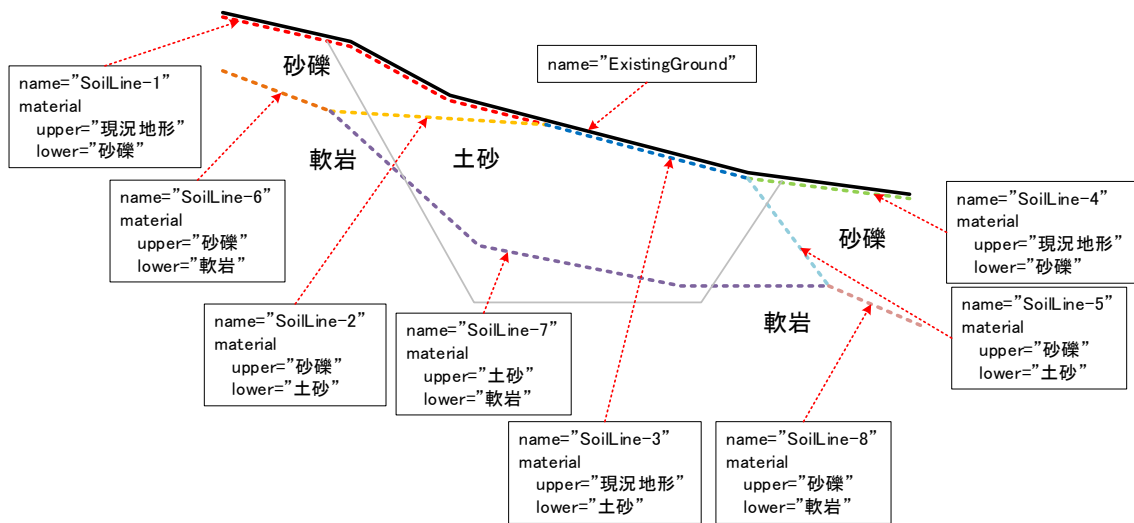 砂礫
name=”ExistingGround”
name=”SoilLine-1”
material
upper=”現況地形”
lower=”砂礫”
軟岩
土砂
name=”SoilLine-6”
material
upper=”砂礫”
lower=”軟岩”
name=”SoilLine-4”
material
upper=”現況地形”
lower=”砂礫”
砂礫
name=”SoilLine-2”
material
upper=”砂礫”
lower=”土砂”
name=”SoilLine-7”
material
upper=”土砂”
lower=”軟岩”
軟岩
name=”SoilLine-5”
material
upper=”砂礫”
lower=”土砂”
name=”SoilLine-3”
material
upper=”現況地形”
lower=”土砂”
name=”SoilLine-8”
material
upper=”砂礫”
lower=”軟岩”